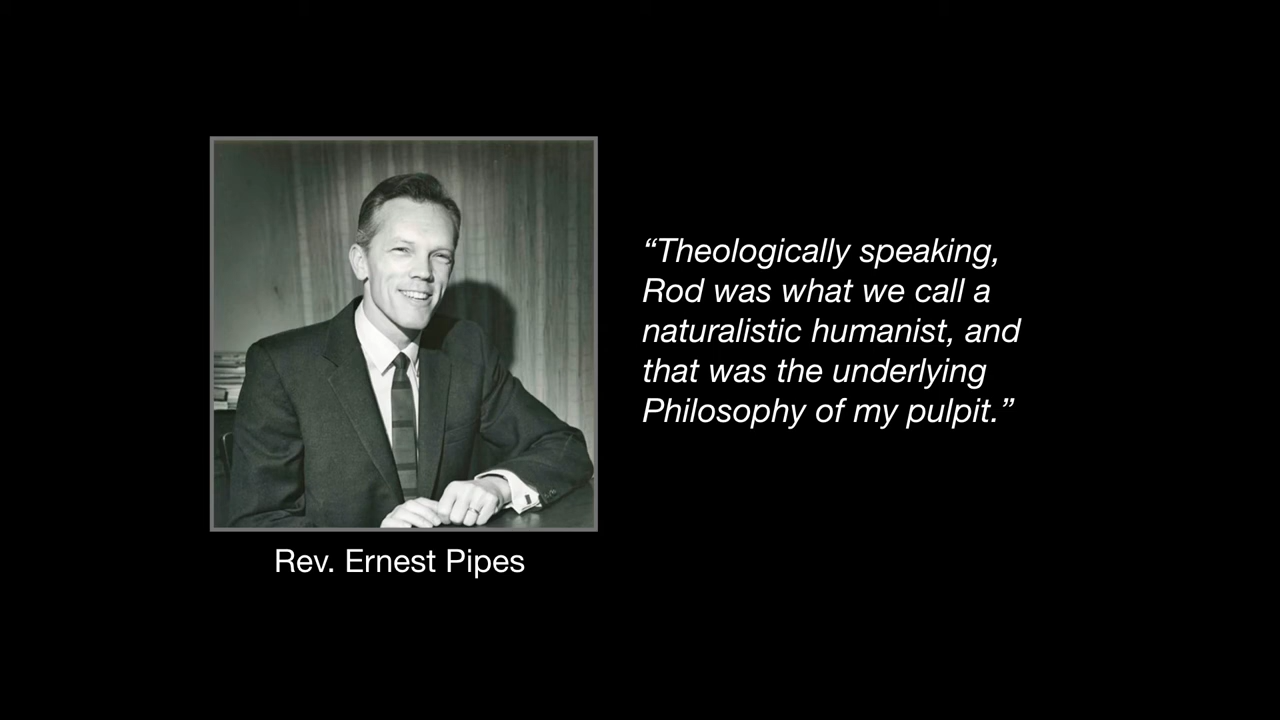 “Theologically speaking,
Rod was what we call a
naturalistic humanist, and
that was the underlying
Philosophy of my pulpit.”
Rev. Ernest Pipes